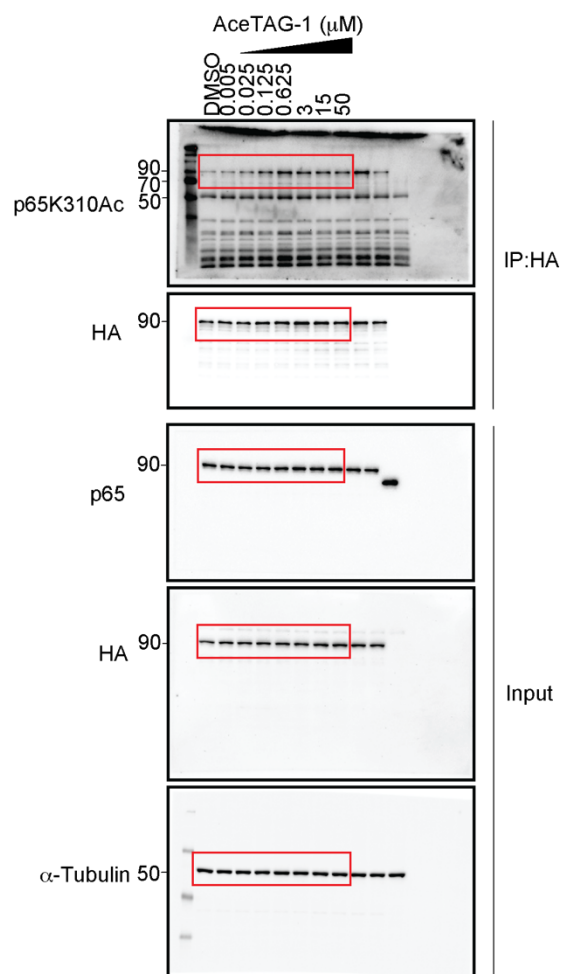 AceTAG-1 (μM)
DMSO
0.005
0.025
0.125
0.625
3
15
50
90
70
50
p65K310Ac
IP:HA
90
HA
90
p65
90
HA
Input
α-Tubulin 50